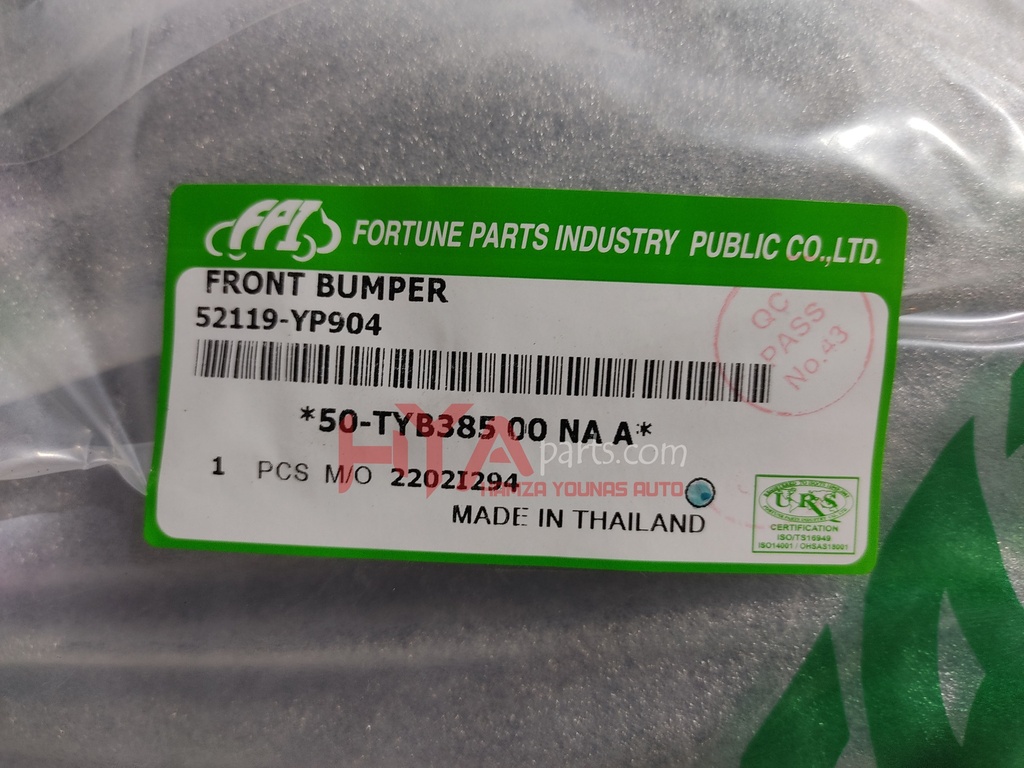 FPI FORTUNE PARTS INDUSTRY PUBLIC CO.,LTD.
FRONT BUMPER
52119-YP904
QC
PASS
No.43
*50-TYB385 00 NA A*
HYAparts.com
HAMZA YOUNAS AUTO
1 PCS M/O 2202I294
MADE IN THAILAND
URS
CERTIFICATION
ISO/TS16949
ISO14001 / OHSAS18001